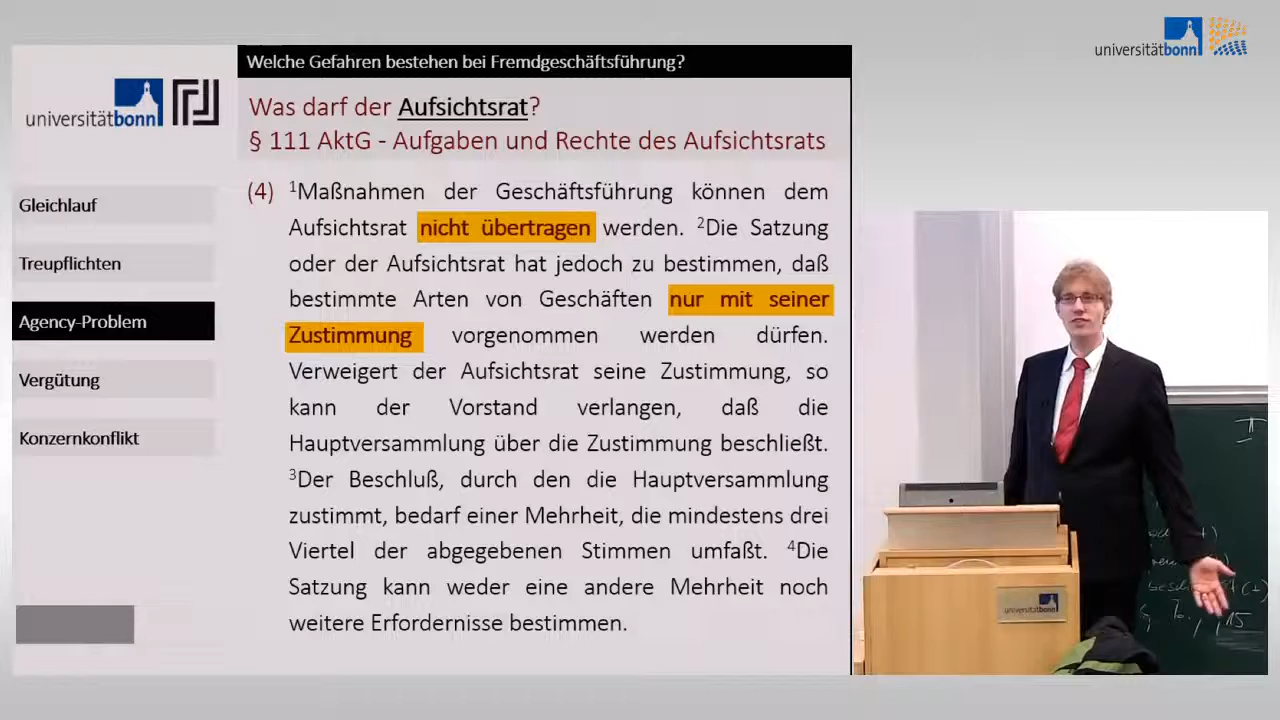 universitätbonn
Welche Gefahren bestehen bei Fremdgeschäftsführung?
universitätbonn
Was darf der Aufsichtsrat?
§ 111 AktG - Aufgaben und Rechte des Aufsichtsrats
Gleichlauf
Treupflichten
Agency-Problem
Vergütung
Konzernkonflikt
(4) ¹Maßnahmen der Geschäftsführung können dem
Aufsichtsrat nicht übertragen werden. ²Die Satzung
oder der Aufsichtsrat hat jedoch zu bestimmen, daß
bestimmte Arten von Geschäften nur mit seiner
Zustimmung vorgenommen werden dürfen.
Verweigert der Aufsichtsrat seine Zustimmung, so
kann der Vorstand verlangen, daß die
Hauptversammlung über die Zustimmung beschließt.
³Der Beschluß, durch den die Hauptversammlung
zustimmt, bedarf einer Mehrheit, die mindestens drei
Viertel der abgegebenen Stimmen umfaßt. ⁴Die
Satzung kann weder eine andere Mehrheit noch
weitere Erfordernisse bestimmen.
universitätbonn